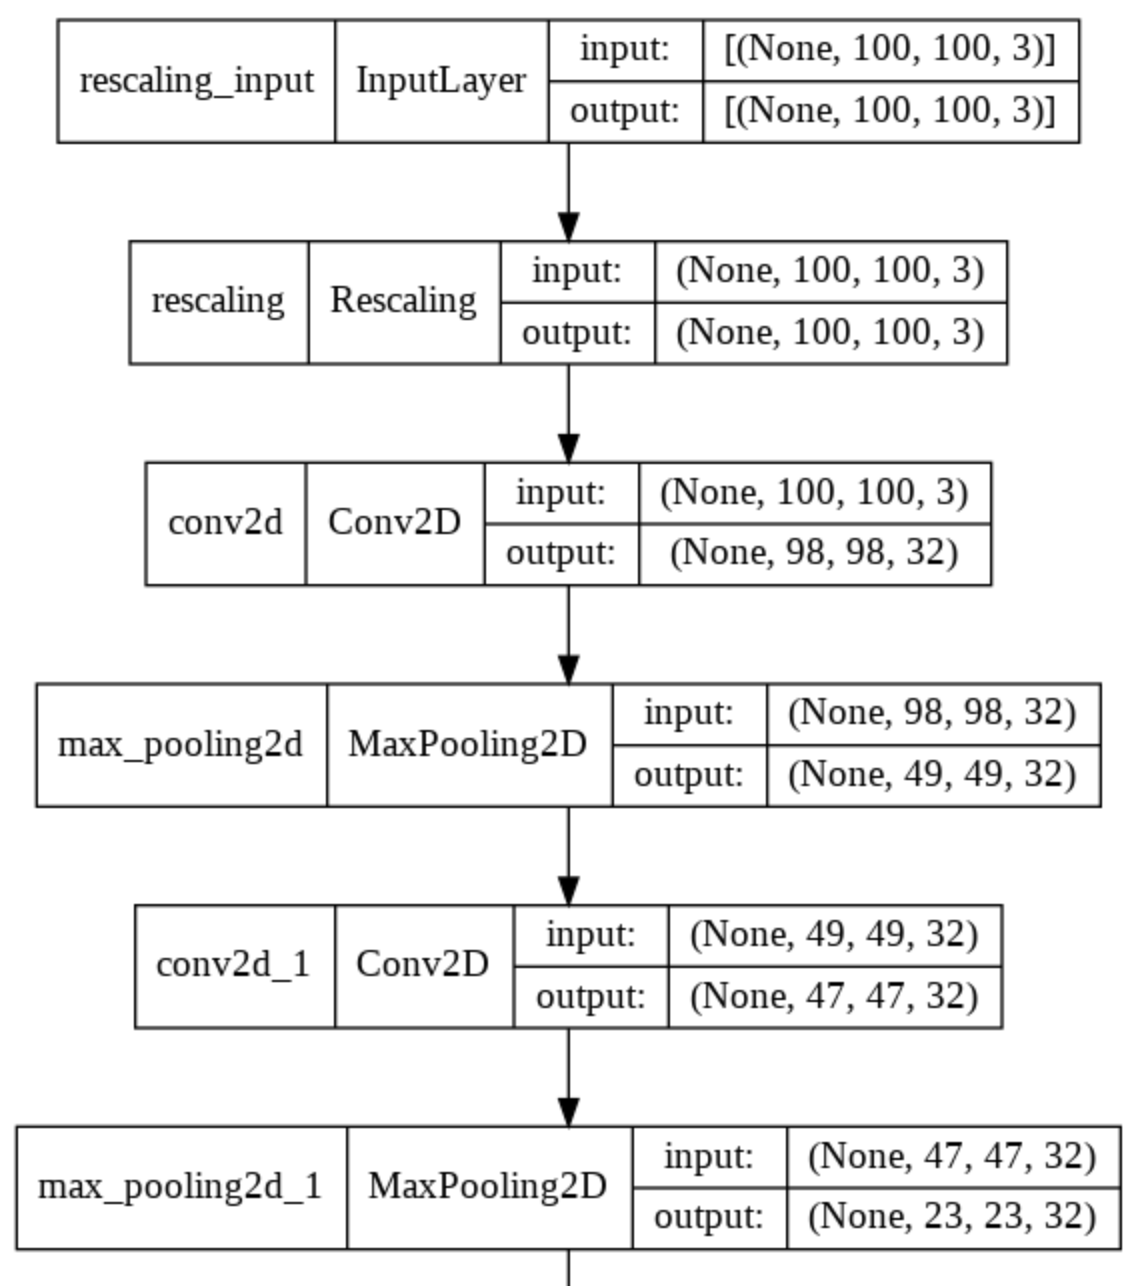 rescaling_input InputLayer input: [(None, 100, 100, 3)]
output: [(None, 100, 100, 3)]
rescaling Rescaling input: (None, 100, 100, 3)
output: (None, 100, 100, 3)
conv2d Conv2D input: (None, 100, 100, 3)
output: (None, 98, 98, 32)
max_pooling2d MaxPooling2D input: (None, 98, 98, 32)
output: (None, 49, 49, 32)
conv2d_1 Conv2D input: (None, 49, 49, 32)
output: (None, 47, 47, 32)
max_pooling2d_1 MaxPooling2D input: (None, 47, 47, 32)
output: (None, 23, 23, 32)